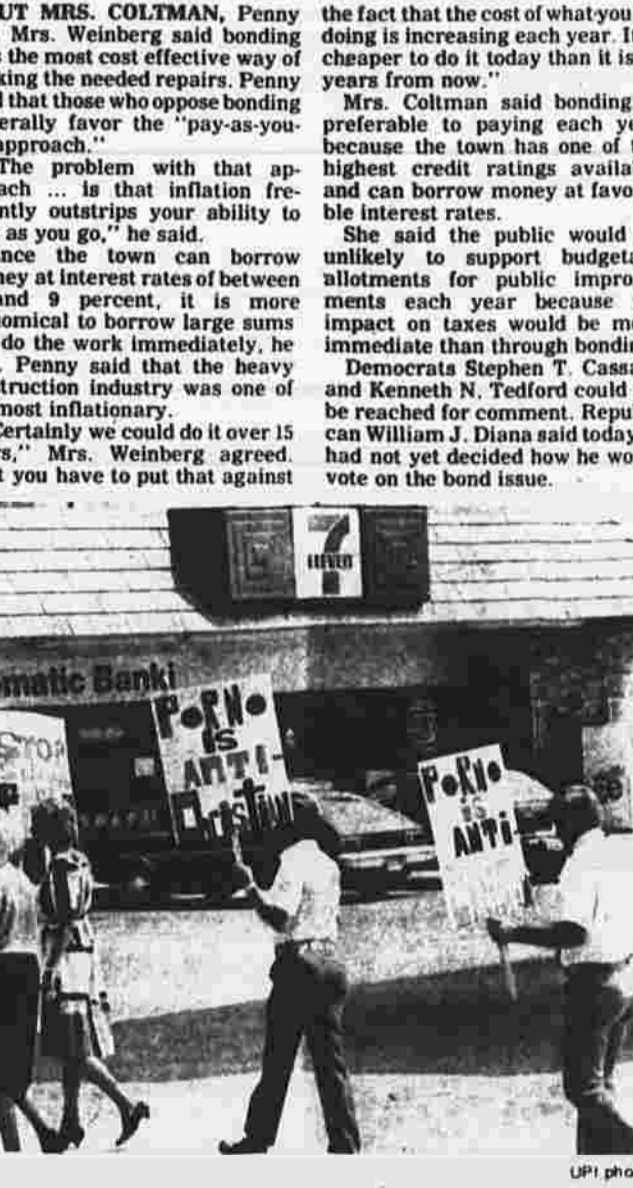 UT MRS. COLTMAN, Penny
Mrs. Weinberg said bonding
s the most cost effective way of
king the needed repairs. Penny
that those who oppose bonding
erally favor the "pay-as-you-
approach."
The problem with that ap-
ach ... is that inflation fre-
ntly outstrips your ability to
as you go," he said.
nce the town can borrow
ney at interest rates of between
and 9 percent, it is more
omical to borrow large sums
do the work immediately, he
. Penny said that the heavy
truction industry was one of
most inflationary.
Certainly we could do it over 15
rs," Mrs. Weinberg agreed.
t you have to put that against
the fact that the cost of what you
doing is increasing each year. I
cheaper to do it today than it is
years from now."
Mrs. Coltman said bonding
preferable to paying each ye
because the town has one of
highest credit ratings availa
and can borrow money at favo
ble interest rates.
She said the public would
unlikely to support budgeta
allotments for public impro
ments each year because
impact on taxes would be mo
immediate than through bondi
Democrats Stephen T. Cassa
and Kenneth N. Tedford could
be reached for comment. Repu
can William J. Diana said today
had not yet decided how he wo
vote on the bond issue.
7
ELEVEN
omatic Banki
STOP
PORNO
is
ANTI-
Christian
PORNO
is
ANTI-
UPI pho